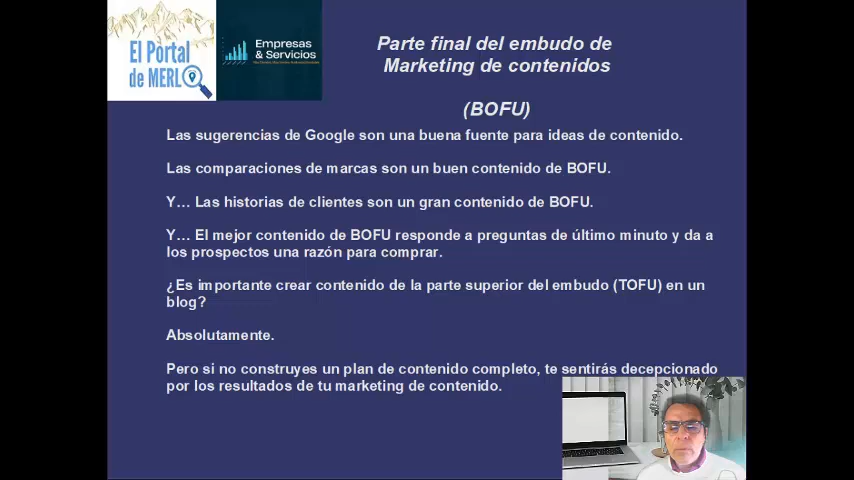 El Portal
de MERLO
Empresas
& Servicios
Parte final del embudo de
Marketing de contenidos
(BOFU)
Las sugerencias de Google son una buena fuente para ideas de contenido.
Las comparaciones de marcas son un buen contenido de BOFU.
Y… Las historias de clientes son un gran contenido de BOFU.
Y… El mejor contenido de BOFU responde a preguntas de último minuto y da a
los prospectos una razón para comprar.
¿Es importante crear contenido de la parte superior del embudo (TOFU) en un
blog?
Absolutamente.
Pero si no construyes un plan de contenido completo, te sentirás decepcionado
por los resultados de tu marketing de contenido.